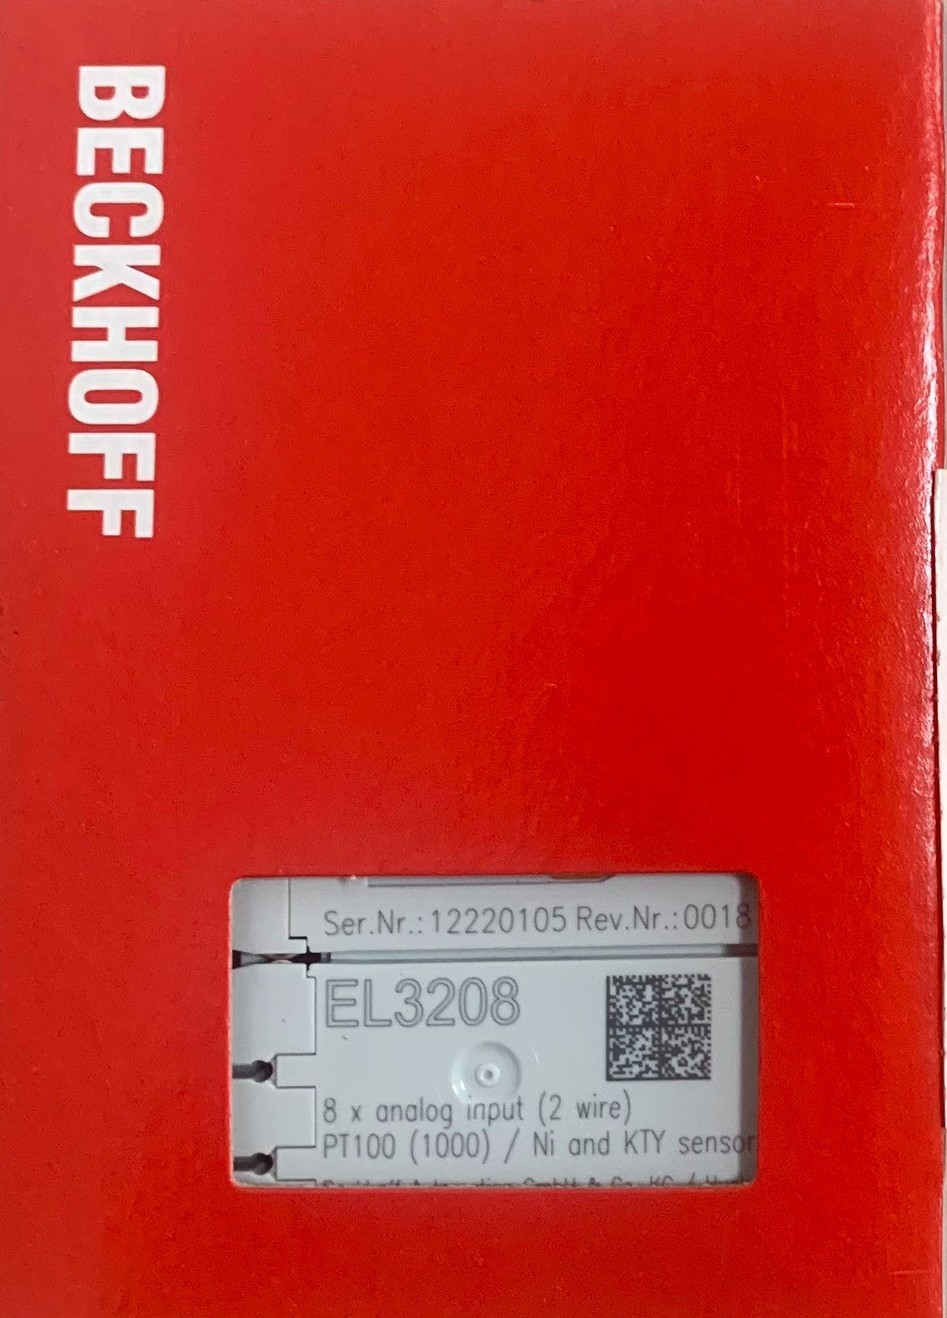 BECKHOFF
Ser.Nr.: 12220105 Rev.Nr.: 0018
EL3208
8 x analog input (2 wire)
PT100 (1000) / Ni and KTY sensor